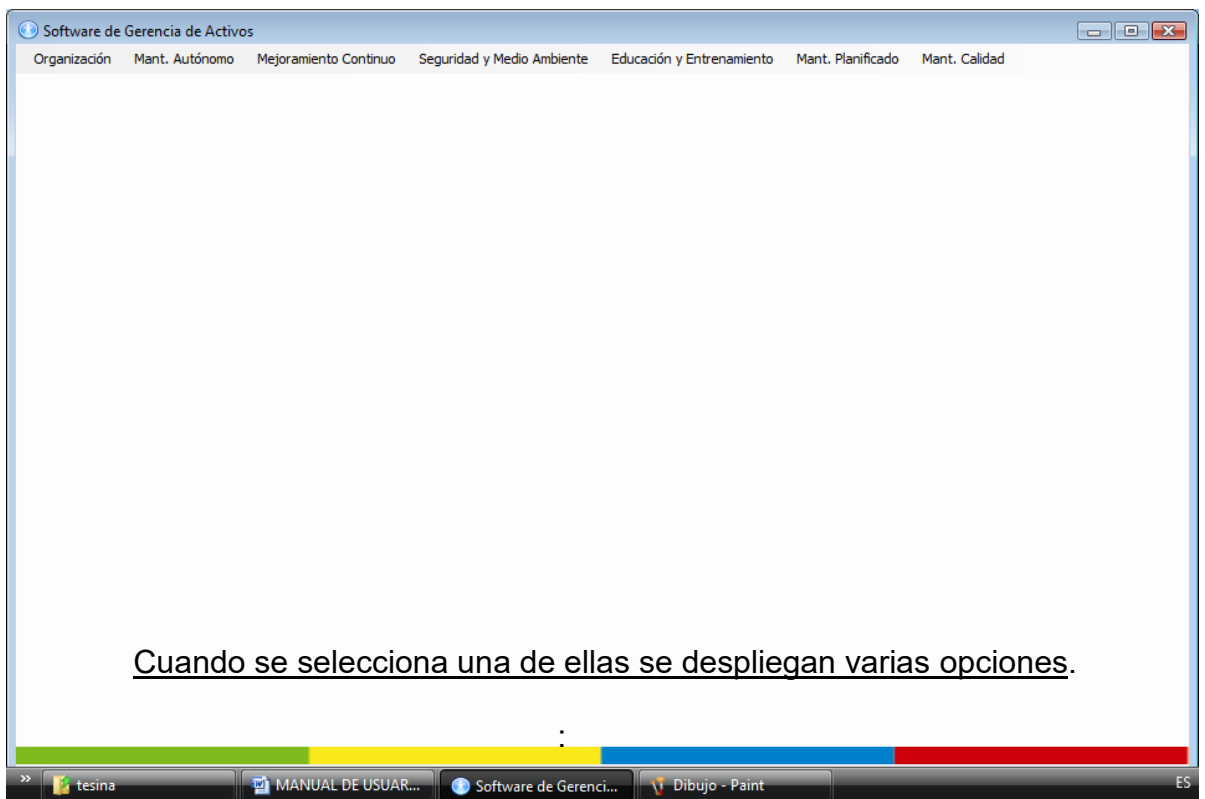 Software de Gerencia de Activos
Organización Mant. Autónomo Mejoramiento Continuo Seguridad y Medio Ambiente Educación y Entrenamiento Mant. Planificado Mant. Calidad
Cuando se selecciona una de ellas se despliegan varias opciones.
:
» tesina MANUAL DE USUAR... Software de Gerenci... Dibujo - Paint ES